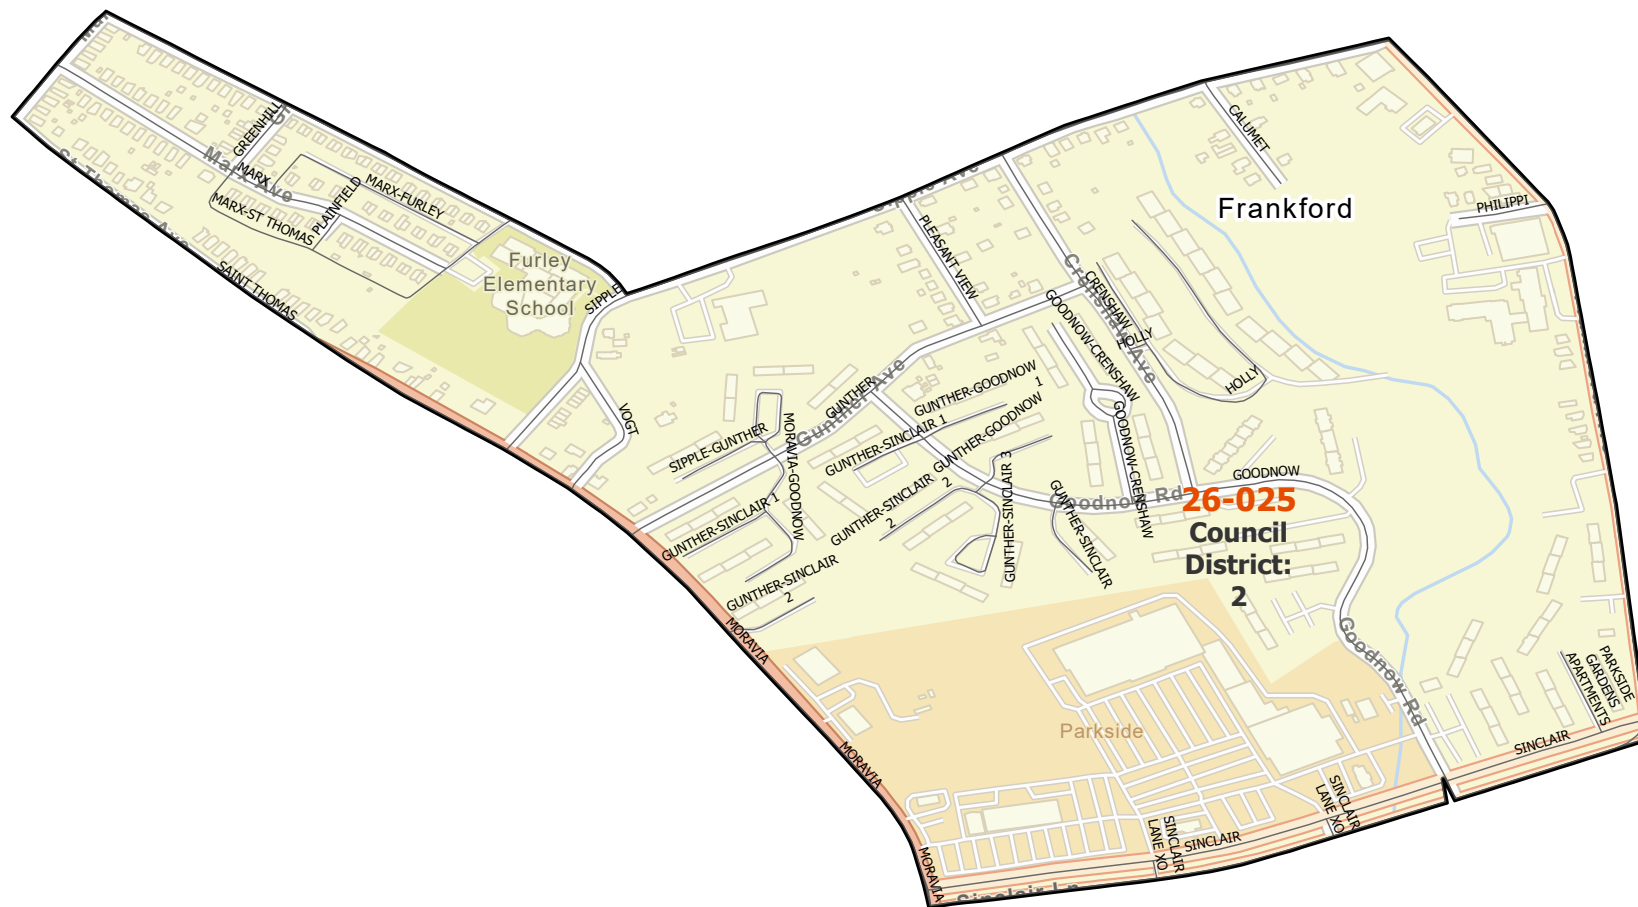 GREENHILL
MARX
Marx Ave
MARX-FURLEY
PLAINFIELD
MARX-ST THOMAS
St Thomas Ave
SAINT THOMAS
Furley
Elementary
School
SIPPLE
VOGT
Sipple Ave
CALUMET
Frankford
PHILIPPI
PLEASANT VIEW
Crenshaw Ave
CRENSHAW
HOLLY
HOLLY
GOODNOW-CRENSHAW
GOODNOW-CRENSHAW
GUNTHER
Gunther Ave
GUNTHER-GOODNOW
1
GUNTHER-GOODNOW
2
GUNTHER-SINCLAIR 1
SIPPLE-GUNTHER
MORAVIA-GOODNOW
GUNTHER-SINCLAIR 1
GUNTHER-SINCLAIR
2
GUNTHER-SINCLAIR
2
GUNTHER-SINCLAIR 3
GUNTHER-SINCLAIR
GOODNOW
Goodnow Rd
26-025
Council
District:
2
Goodnow Rd
MORAVIA
MORAVIA
MORAVIA
Parkside
PARKSIDE
GARDENS
APARTMENTS
SINCLAIR
SINCLAIR
LANE XO
SINCLAIR
SINCLAIR
LANE XO
Sinclair Ln